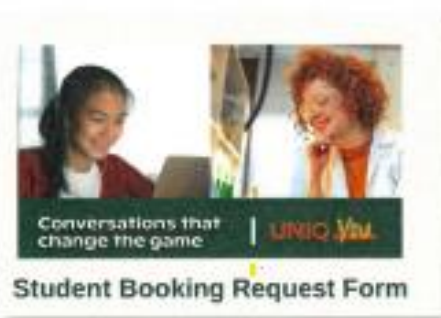 Conversations that
change the game
UNIQ You
Student Booking Request Form